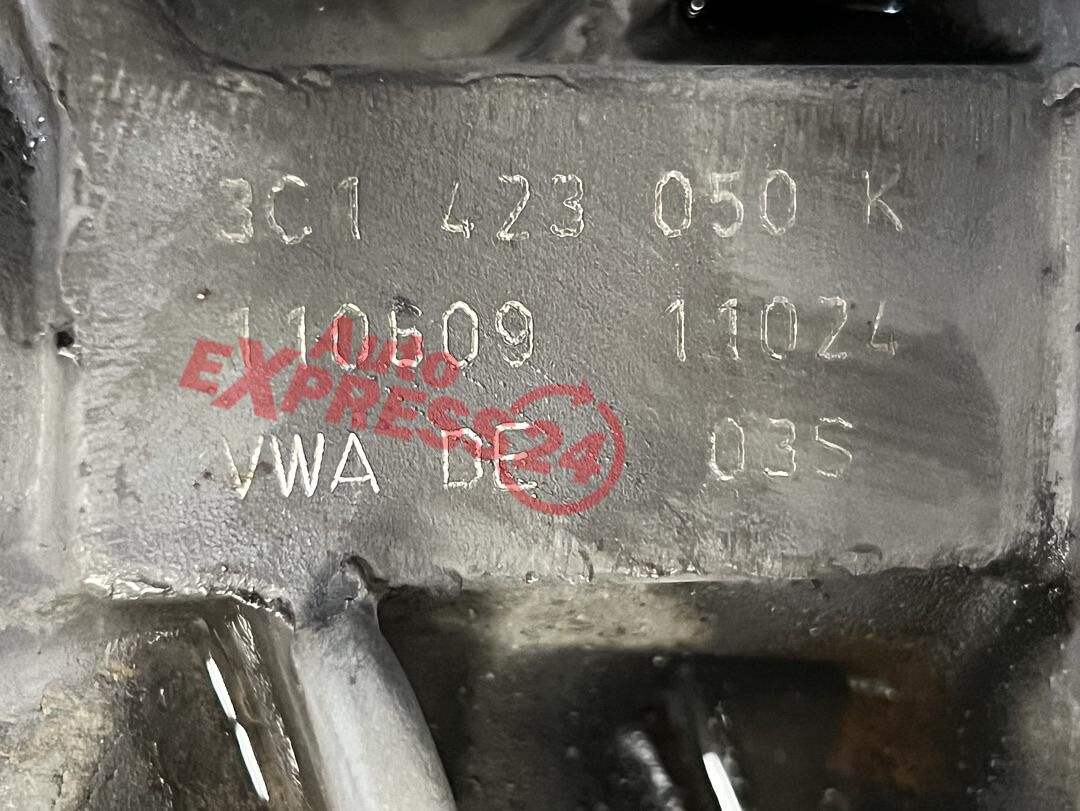 3C1 423 050 K
110609 11024
VWA DE 035
AUTO
EXPRESS24